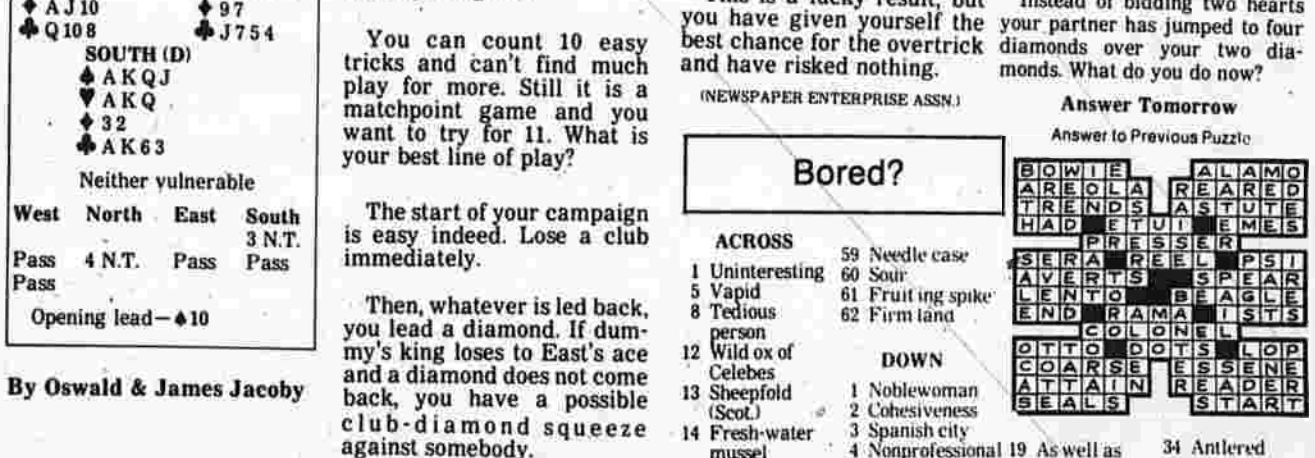 ♦ A J 10 ♦ 9 7
♣ Q 10 8 ♣ J 7 5 4
SOUTH (D)
♠ A K Q J
♥ A K Q
♦ 3 2
♣ A K 6 3
Neither vulnerable
West North East South
3 N.T.
Pass 4 N.T. Pass Pass
Pass
Opening lead—♠10
By Oswald & James Jacoby
You can count 10 easy
tricks and can't find much
play for more. Still it is a
matchpoint game and you
want to try for 11. What is
your best line of play?
The start of your campaign
is easy indeed. Lose a club
immediately.
Then, whatever is led back,
you lead a diamond. If dum-
my's king loses to East's ace
and a diamond does not come
back, you have a possible
club-diamond squeeze
against somebody.
This is a lucky result, but
you have given yourself the
best chance for the overtrick
and have risked nothing.
(NEWSPAPER ENTERPRISE ASSN.)
Instead of bidding two hearts
your partner has jumped to four
diamonds over your two dia-
monds. What do you do now?
Answer Tomorrow
Bored?
ACROSS
1 Uninteresting
5 Vapid
8 Tedious
person
12 Wild ox of
Celebes
13 Sheepfold
(Scot.)
14 Fresh-water
mussel
59 Needle case
60 Sour
61 Fruiting spike
62 Firm land
DOWN
1 Noblewoman
2 Cohesiveness
3 Spanish city
4 Nonprofessional
19 As well as
34 Antlered
Answer to Previous Puzzle
BOWIE ALAMO
AREOLA REARED
TRENDS ASTUTE
HAD ETUI EMES
PRESSER
SERA REEL PSI
AVERTS SPEAR
LENTO BEAGLE
END RAMA ISTS
COLONEL
OTTO DOTS LOP
COARSE ESSENE
ATTAIN READER
SEALS START